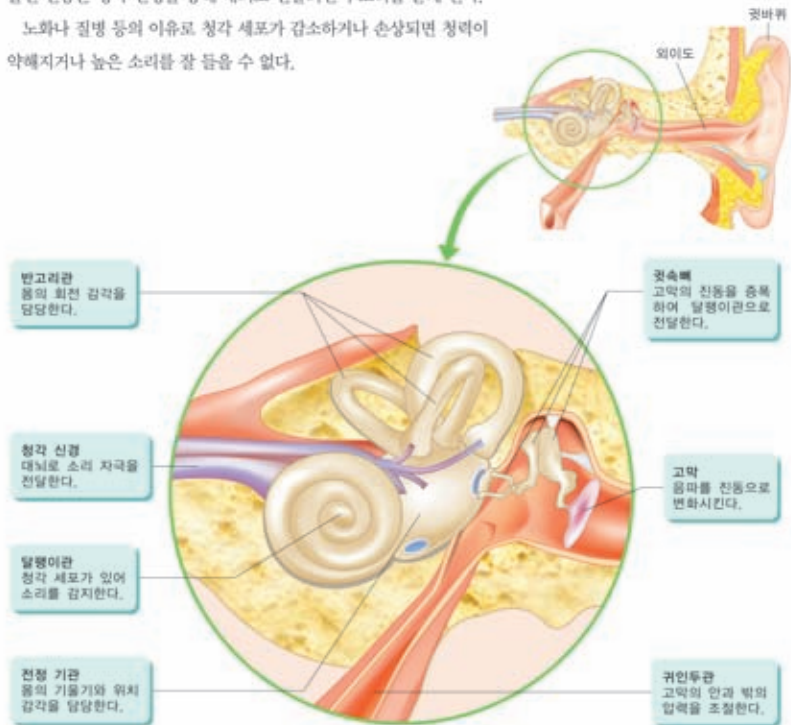 노화나 질병 등의 이유로 청각 세포가 감소하거나 손상되면 청력이
약해지거나 높은 소리를 잘 들을 수 없다.
귓바퀴
외이도
반고리관
몸의 회전 감각을
담당한다.
귓속뼈
고막의 진동을 증폭
하여 달팽이관으로
전달한다.
청각 신경
대뇌로 소리 자극을
전달한다.
고막
음파를 진동으로
변화시킨다.
달팽이관
청각 세포가 있어
소리를 감지한다.
전정 기관
몸의 기울기와 위치
감각을 담당한다.
귀인두관
고막의 안과 밖의
압력을 조절한다.